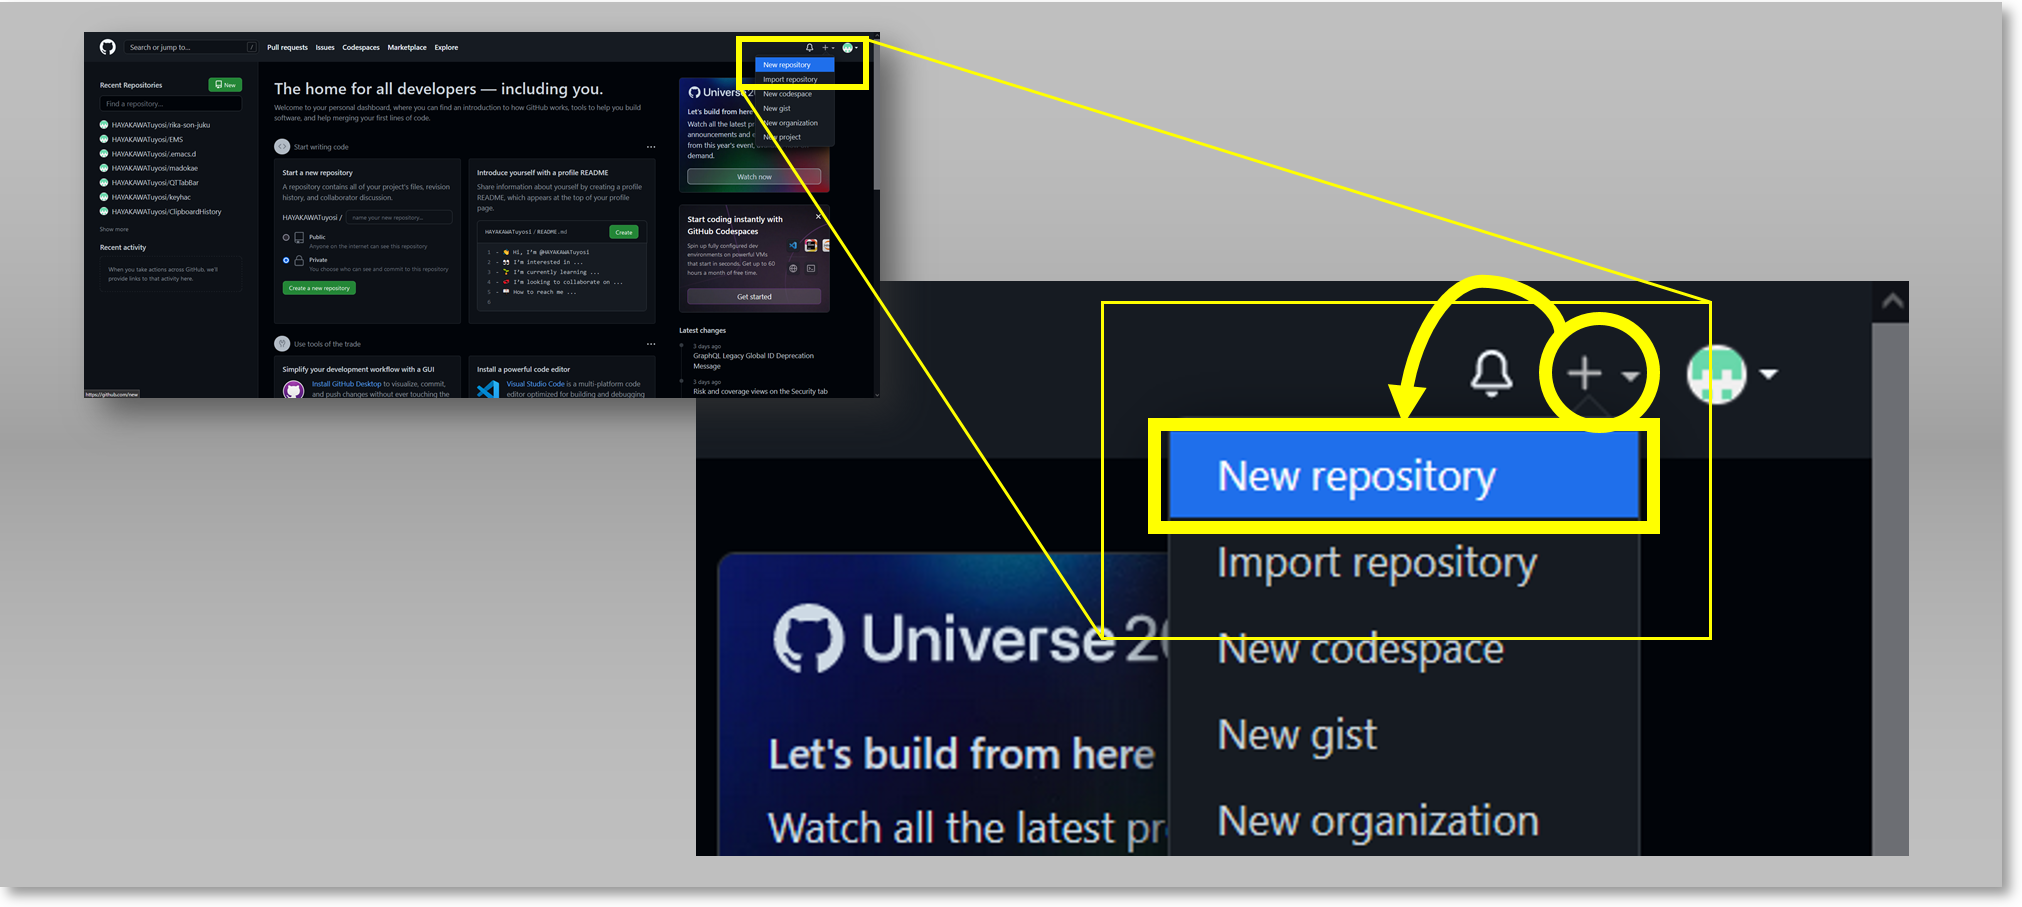 Search or jump to...
/
Pull requests
Issues
Codespaces
Marketplace
Explore
Recent Repositories
New
Find a repository...
HAYAKAWATuyosi/rika-son-juku
HAYAKAWATuyosi/EMS
HAYAKAWATuyosi/.emacs.d
HAYAKAWATuyosi/madokae
HAYAKAWATuyosi/QTTabBar
HAYAKAWATuyosi/keyhac
HAYAKAWATuyosi/ClipboardHistory
Show more
Recent activity
When you take actions across GitHub, we'll
provide links to that activity here.
https://github.com/new
The home for all developers — including you.
Welcome to your personal dashboard, where you can find an introduction to how GitHub works, tools to help you build
software, and help merging your first lines of code.
Start writing code
Start a new repository
A repository contains all of your project's files, revision
history, and collaborator discussion.
HAYAKAWATuyosi /
name your new repository...
Public
Anyone on the internet can see this repository
Private
You choose who can see and commit to this repository
Create a new repository
Introduce yourself with a profile README
Share information about yourself by creating a profile
README, which appears at the top of your profile
page.
HAYAKAWATuyosi / README.md
Create
1 - 👋 Hi, I'm @HAYAKAWATuyosi
2 - 👀 I'm interested in ...
3 - 🌱 I'm currently learning ...
4 - 💞️ I'm looking to collaborate on ...
5 - 📫 How to reach me ...
6
Use tools of the trade
Simplify your development workflow with a GUI
Install GitHub Desktop to visualize, commit,
and push changes without ever touching the
Install a powerful code editor
Visual Studio Code is a multi-platform code
editor optimized for building and debugging
New repository
Import repository
New codespace
New gist
New organization
New project
Universe 2
Let's build from here
Watch all the latest pr
announcements and
from this year's event,
demand.
Watch now
Start coding instantly with
GitHub Codespaces
Spin up fully configured dev
environments on powerful VMs
that start in seconds. Get up to 60
hours a month of free time.
Get started
Latest changes
3 days ago
GraphQL Legacy Global ID Deprecation
Message
3 days ago
Risk and coverage views on the Security tab
New repository
Import repository
New codespace
New gist
New organization
Universe 20
Let's build from here
Watch all the latest pr